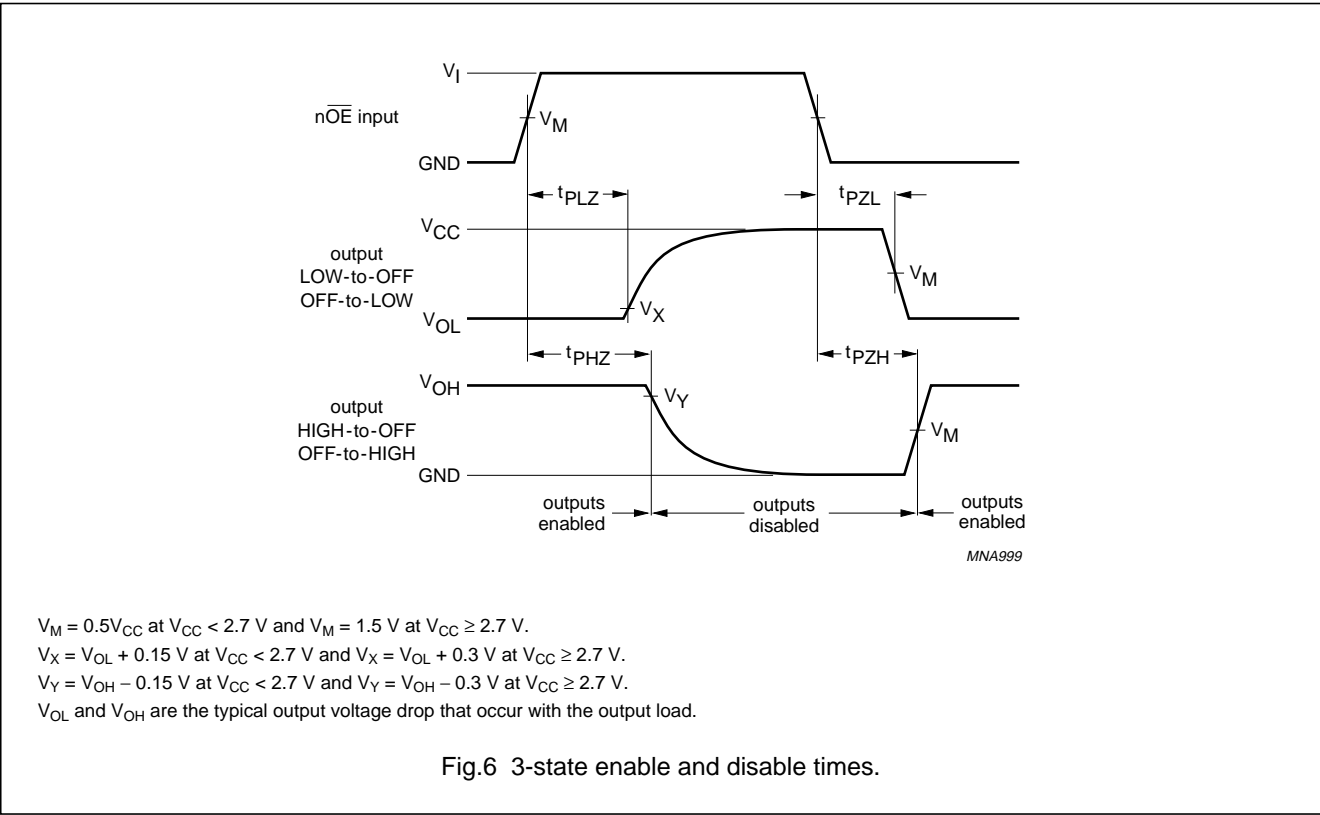 V_I
nOE input
V_M
GND
t_PLZ
t_PZL
V_CC
output
LOW-to-OFF
OFF-to-LOW
V_M
V_X
V_OL
t_PHZ
t_PZH
V_OH
V_Y
output
HIGH-to-OFF
OFF-to-HIGH
V_M
GND
outputs
enabled
outputs
disabled
outputs
enabled
MNA999
V_M = 0.5V_CC at V_CC < 2.7 V and V_M = 1.5 V at V_CC ≥ 2.7 V.
V_X = V_OL + 0.15 V at V_CC < 2.7 V and V_X = V_OL + 0.3 V at V_CC ≥ 2.7 V.
V_Y = V_OH − 0.15 V at V_CC < 2.7 V and V_Y = V_OH − 0.3 V at V_CC ≥ 2.7 V.
V_OL and V_OH are the typical output voltage drop that occur with the output load.
Fig.6 3-state enable and disable times.